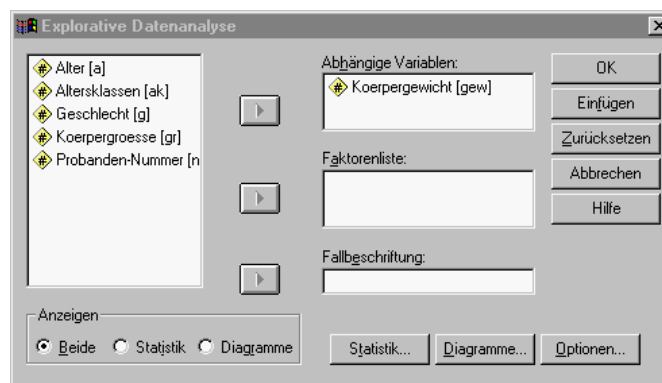 Explorative Datenanalyse
Alter [a]
Altersklassen [ak]
Geschlecht [g]
Koerpergroesse [gr]
Probanden-Nummer [n
Abhängige Variablen:
Koerpergewicht [gew]
Faktorenliste:
Fallbeschriftung:
OK
Einfügen
Zurücksetzen
Abbrechen
Hilfe
Anzeigen
Beide Statistik Diagramme
Statistik... Diagramme... Optionen...